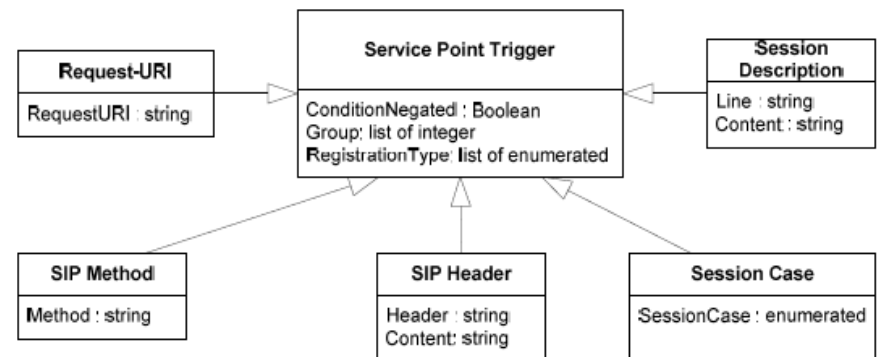 Service Point Trigger
ConditionNegated : Boolean
Group: list of integer
RegistrationType: list of enumerated
Request-URI
RequestURI : string
Session
Description
Line : string
Content : string
SIP Method
Method : string
SIP Header
Header : string
Content: string
Session Case
SessionCase : enumerated